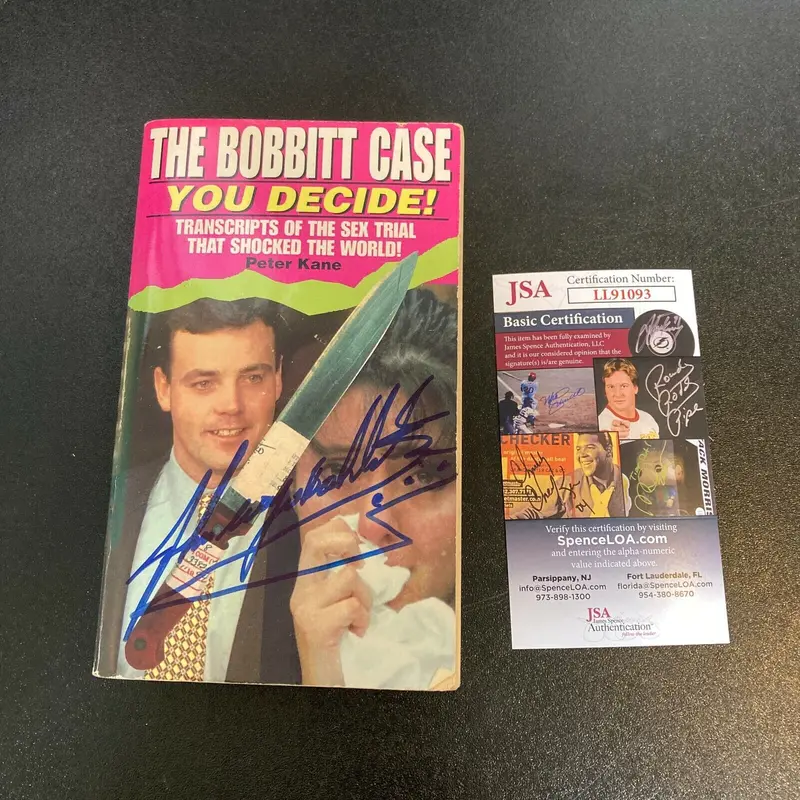 THE BOBBITT CASE
YOU DECIDE!
TRANSCRIPTS OF THE SEX TRIAL
THAT SHOCKED THE WORLD!
Peter Kane
JSA
Certification Number:
LL91093
Basic Certification
This item has been fully examined by
James Spence Authentication, LLC
and it is our considered opinion that the
signature(s) is/are genuine.
CHECKER
ACK MORRI
Verify this certification by visiting
SpenceLOA.com
and entering the alpha-numeric
value indicated above.
Parsippany, NJ
info@SpenceLOA.com
973-898-1300
Fort Lauderdale, FL
florida@SpenceLOA.com
954-380-8670
JSA
James Spence
Authentication